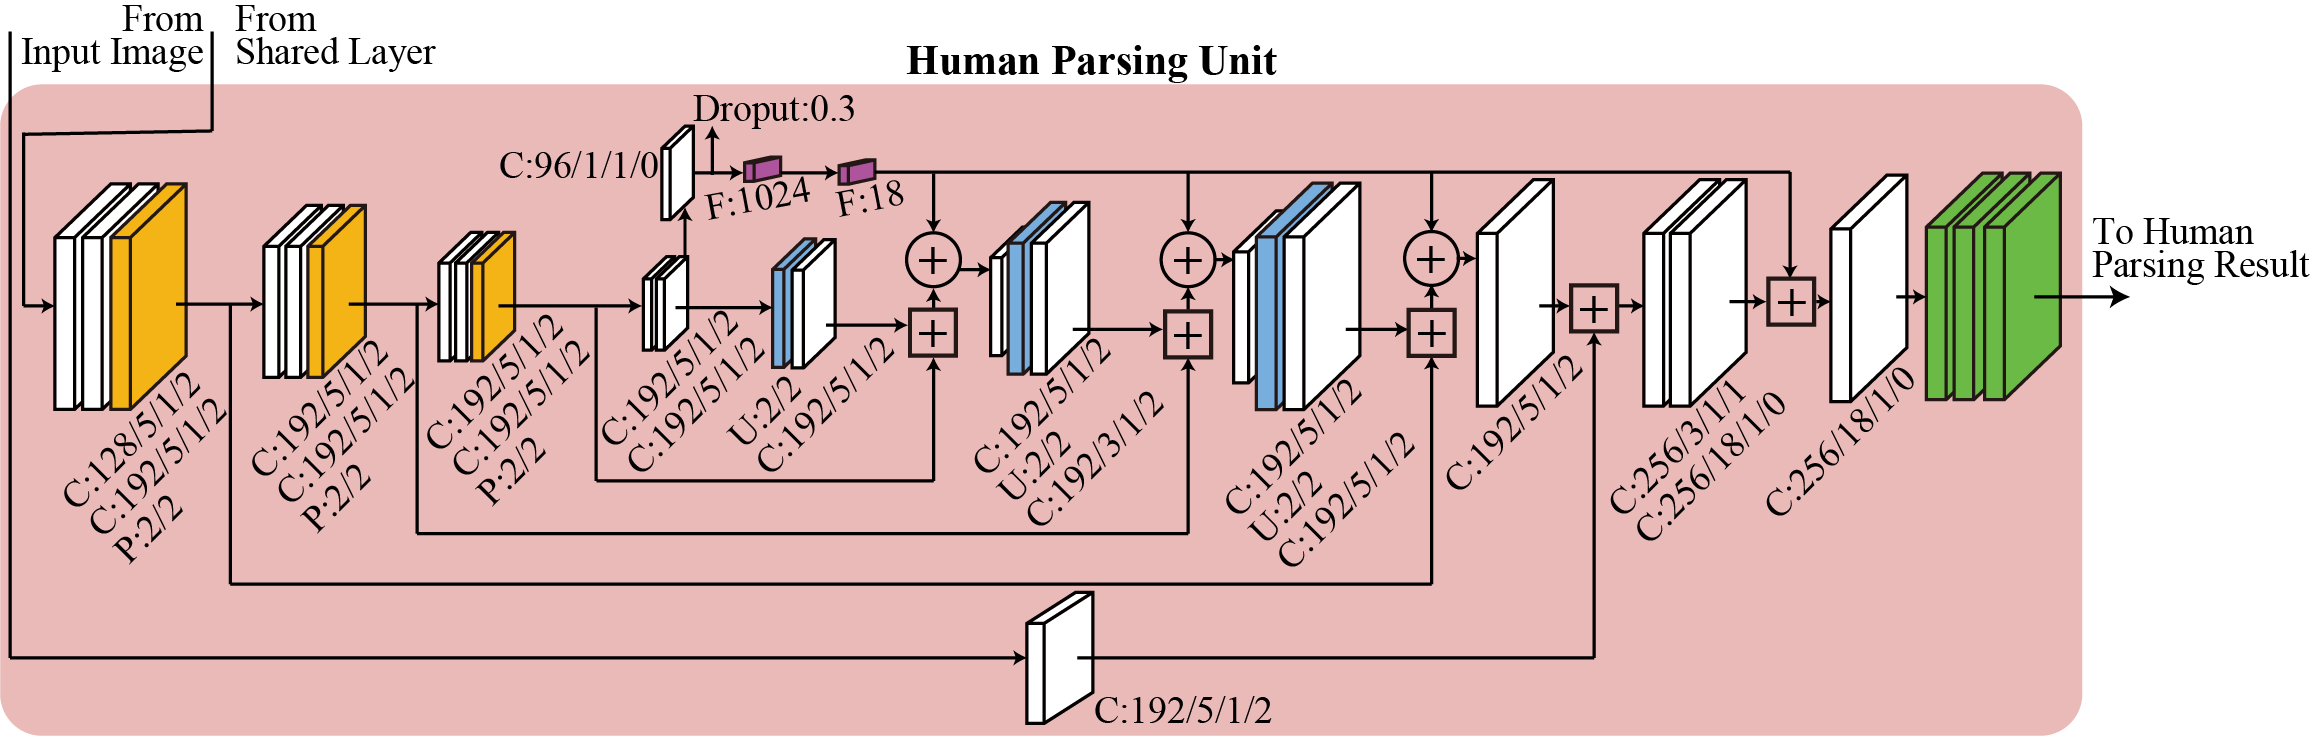 From
Input Image
From
Shared Layer
Human Parsing Unit
Droput:0.3
C:96/1/1/0
F:1024
F:18
To Human
Parsing Result
C:128/5/1/2
C:192/5/1/2
P:2/2
C:192/5/1/2
C:192/5/1/2
P:2/2
C:192/5/1/2
C:192/5/1/2
P:2/2
C:192/5/1/2
C:192/5/1/2
U:2/2
C:192/5/1/2
C:192/5/1/2
U:2/2
C:192/3/1/2
C:192/5/1/2
U:2/2
C:192/5/1/2
C:192/5/1/2
C:256/3/1/1
C:256/18/1/0
C:256/18/1/0
C:192/5/1/2